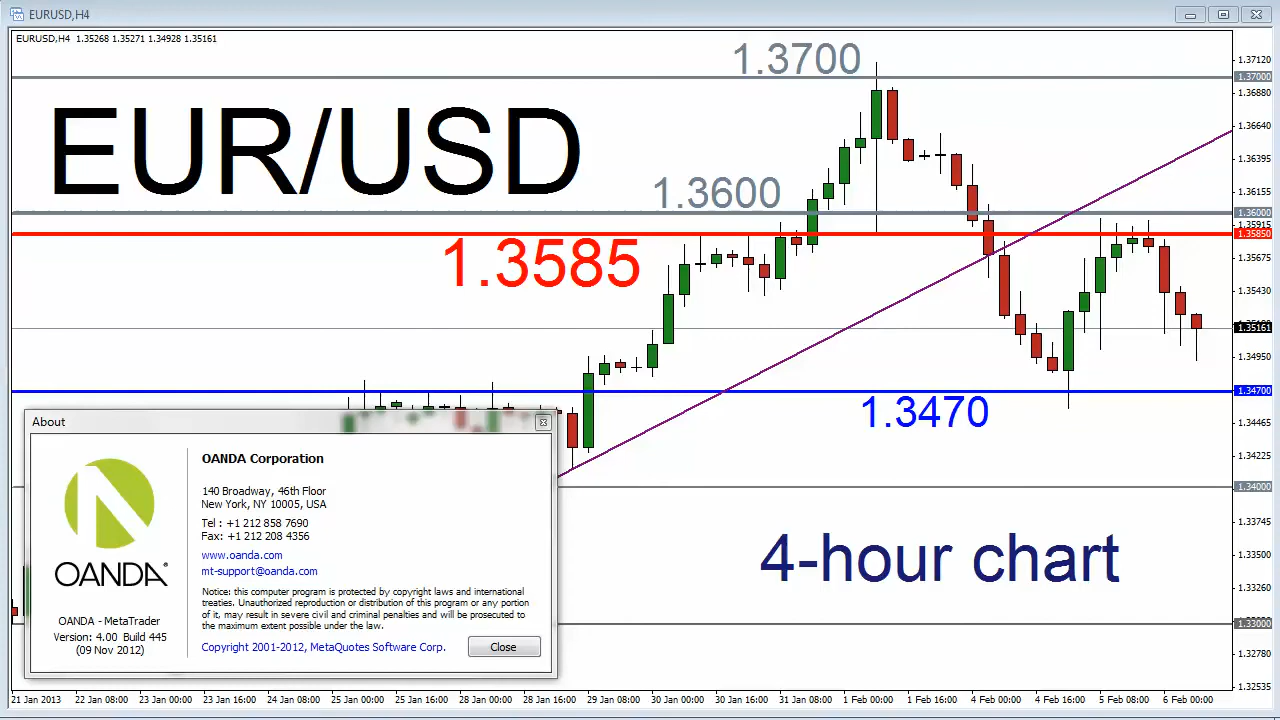 EURUSD,H4
EURUSD,H4 1.35268 1.35271 1.34928 1.35161
1.3700
EUR/USD
1.3600
1.3585
1.3470
4-hour chart
1.37120
1.37000
1.36880
1.36640
1.36395
1.36155
1.36000
1.35915
1.35850
1.35675
1.35430
1.35161
1.34950
1.34700
1.34465
1.34225
1.34000
1.33745
1.33500
1.33260
1.33000
1.32780
1.32535
About
OANDA
OANDA - MetaTrader
Version: 4.00 Build 445
(09 Nov 2012)
OANDA Corporation
140 Broadway, 46th Floor
New York, NY 10005, USA
Tel : +1 212 858 7690
Fax: +1 212 208 4356
www.oanda.com
mt-support@oanda.com
Notice: this computer program is protected by copyright laws and international
treaties. Unauthorized reproduction or distribution of this program or any portion
of it, may result in severe civil and criminal penalties and will be prosecuted to
the maximum extent possible under the law.
Copyright 2001-2012, MetaQuotes Software Corp.
Close
21 Jan 2013 22 Jan 08:00 23 Jan 00:00 23 Jan 16:00 24 Jan 08:00 25 Jan 00:00 25 Jan 16:00 28 Jan 08:00 29 Jan 00:00 29 Jan 16:00 30 Jan 08:00 31 Jan 00:00 31 Jan 16:00 1 Feb 00:00 1 Feb 16:00 4 Feb 00:00 4 Feb 16:00 5 Feb 08:00 6 Feb 00:00